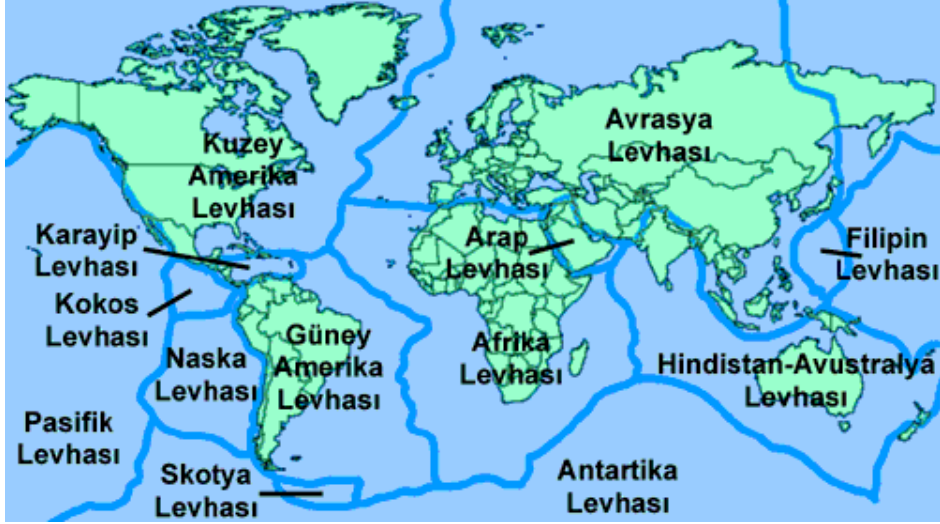 Kuzey
Amerika
Levhası
Avrasya
Levhası
Karayip
Levhası
Arap
Levhası
Filipin
Levhası
Kokos
Levhası
Naska
Levhası
Güney
Amerika
Levhası
Afrika
Levhası
Hindistan-Avustralya
Levhası
Pasifik
Levhası
Skotya
Levhası
Antartika
Levhası